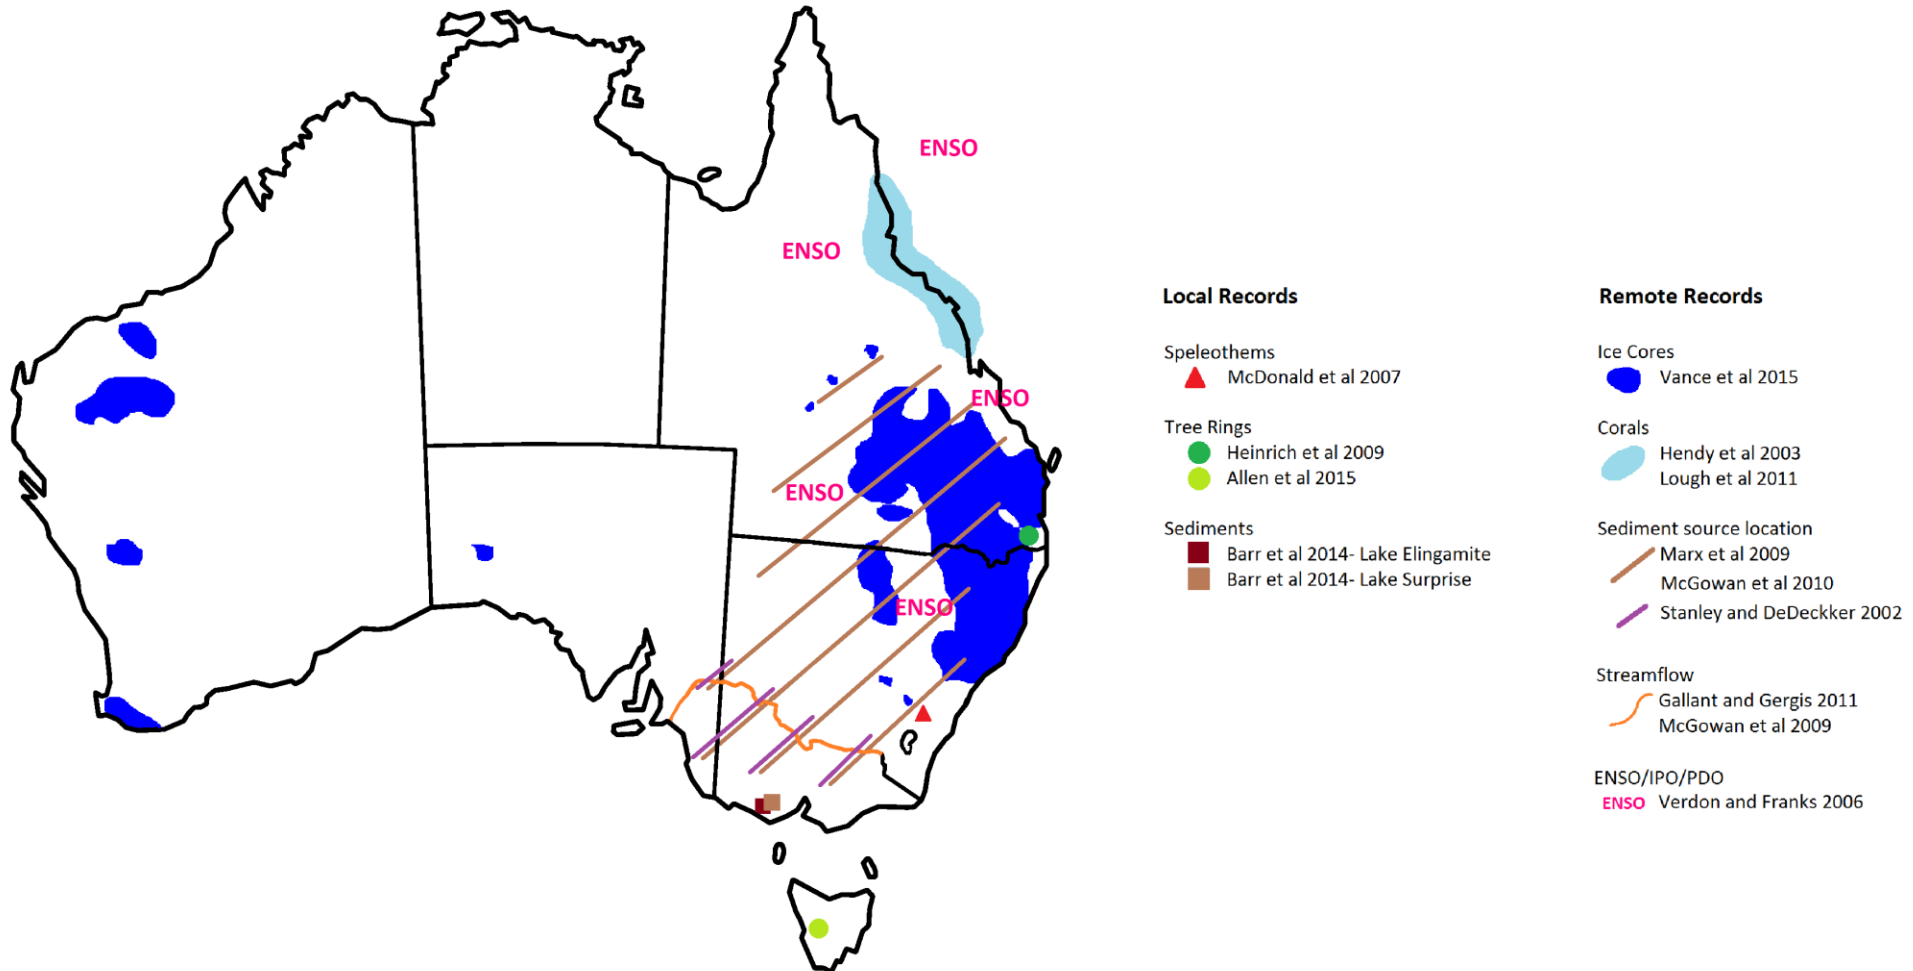 ENSO
ENSO
ENSO
ENSO
ENSO
Local Records
Speleothems
McDonald et al 2007
Tree Rings
Heinrich et al 2009
Allen et al 2015
Sediments
Barr et al 2014- Lake Elingamite
Barr et al 2014- Lake Surprise
Remote Records
Ice Cores
Vance et al 2015
Corals
Hendy et al 2003
Lough et al 2011
Sediment source location
Marx et al 2009
McGowan et al 2010
Stanley and DeDeckker 2002
Streamflow
Gallant and Gergis 2011
McGowan et al 2009
ENSO/IPO/PDO
ENSO Verdon and Franks 2006